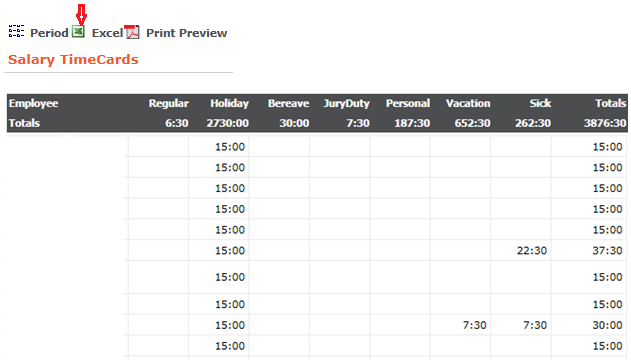 Period Excel Print Preview
Salary TimeCards
Employee Regular Holiday Bereave JuryDuty Personal Vacation Sick Totals
Totals 6:30 2730:00 30:00 7:30 187:30 652:30 262:30 3876:30
15:00 15:00
15:00 15:00
15:00 15:00
15:00 15:00
15:00 15:00
15:00 22:30 37:30
15:00 15:00
15:00 15:00
15:00 7:30 7:30 30:00
15:00 15:00